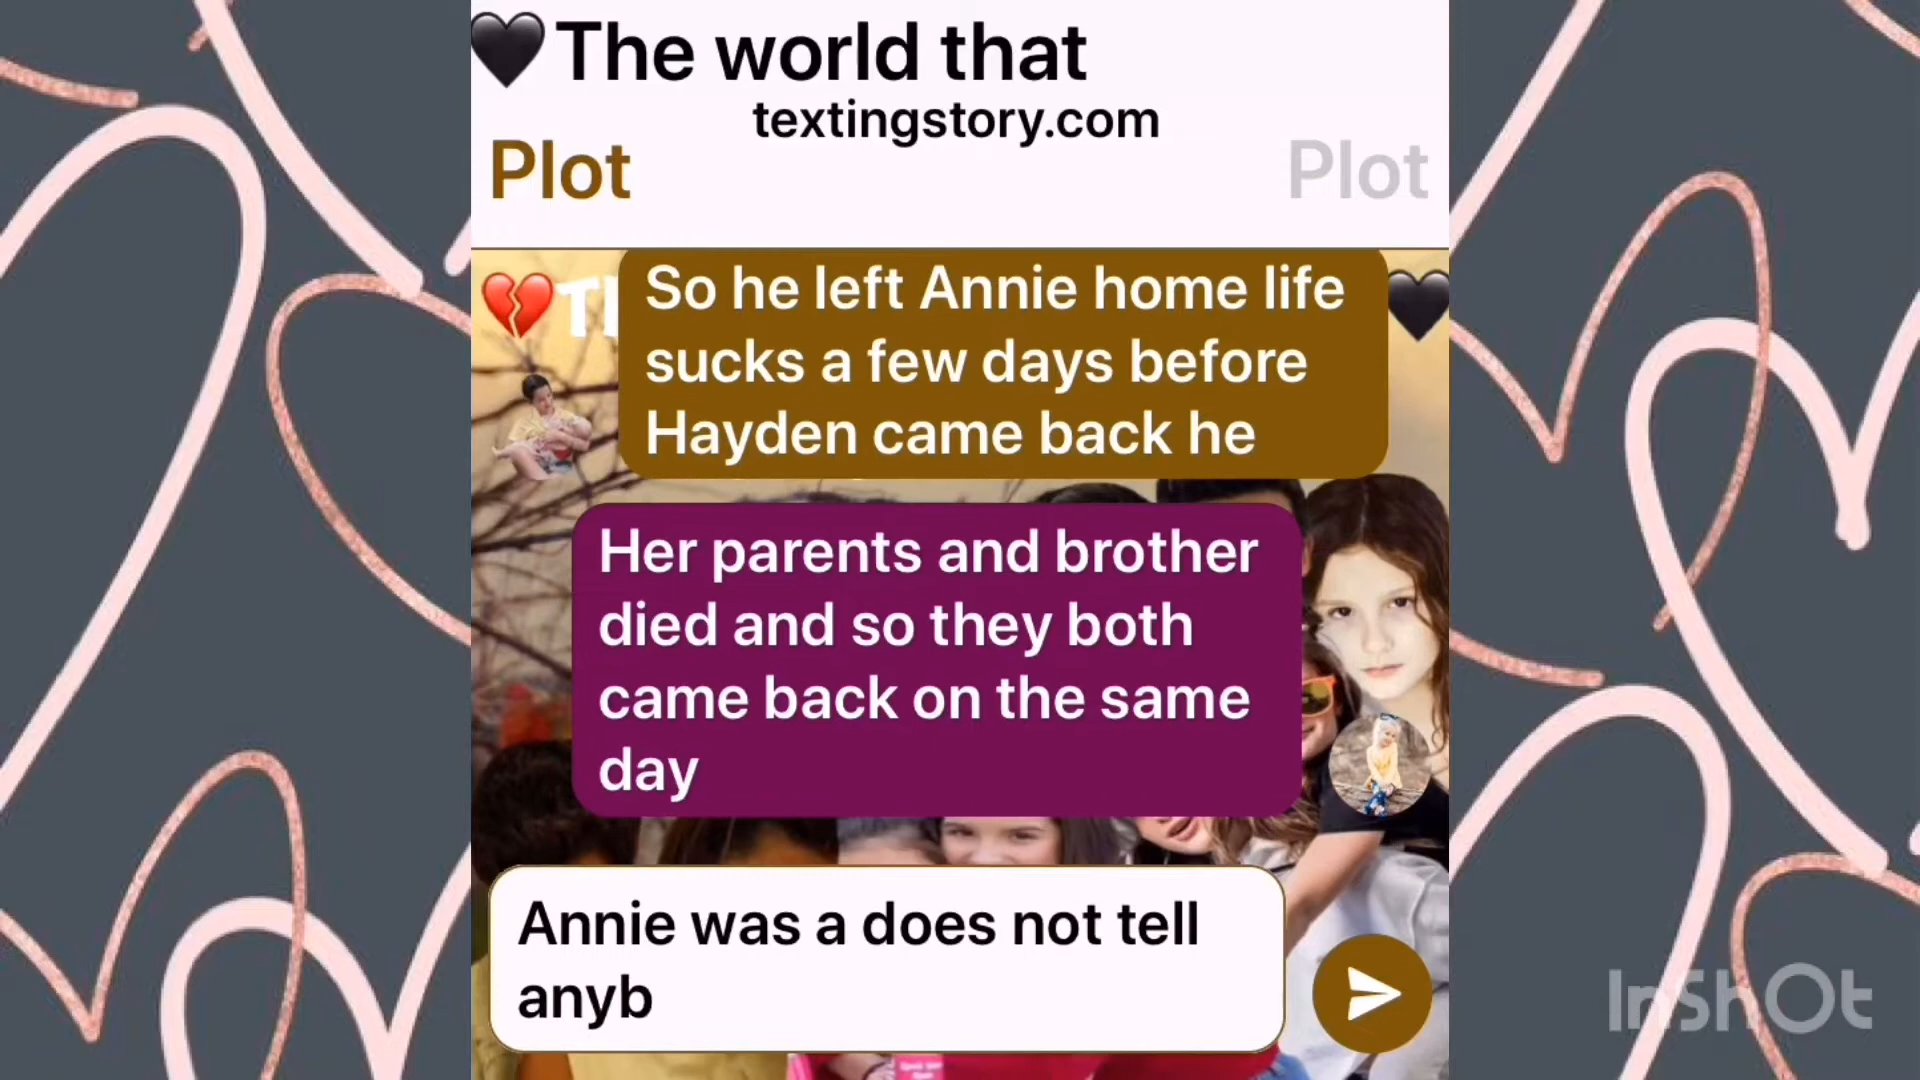 🖤The world that
textingstory.com
Plot
Plot
💔Tl
So he left Annie home life
sucks a few days before
Hayden came back he
🖤
Her parents and brother
died and so they both
came back on the same
day
Annie was a does not tell
anyb
InShOt